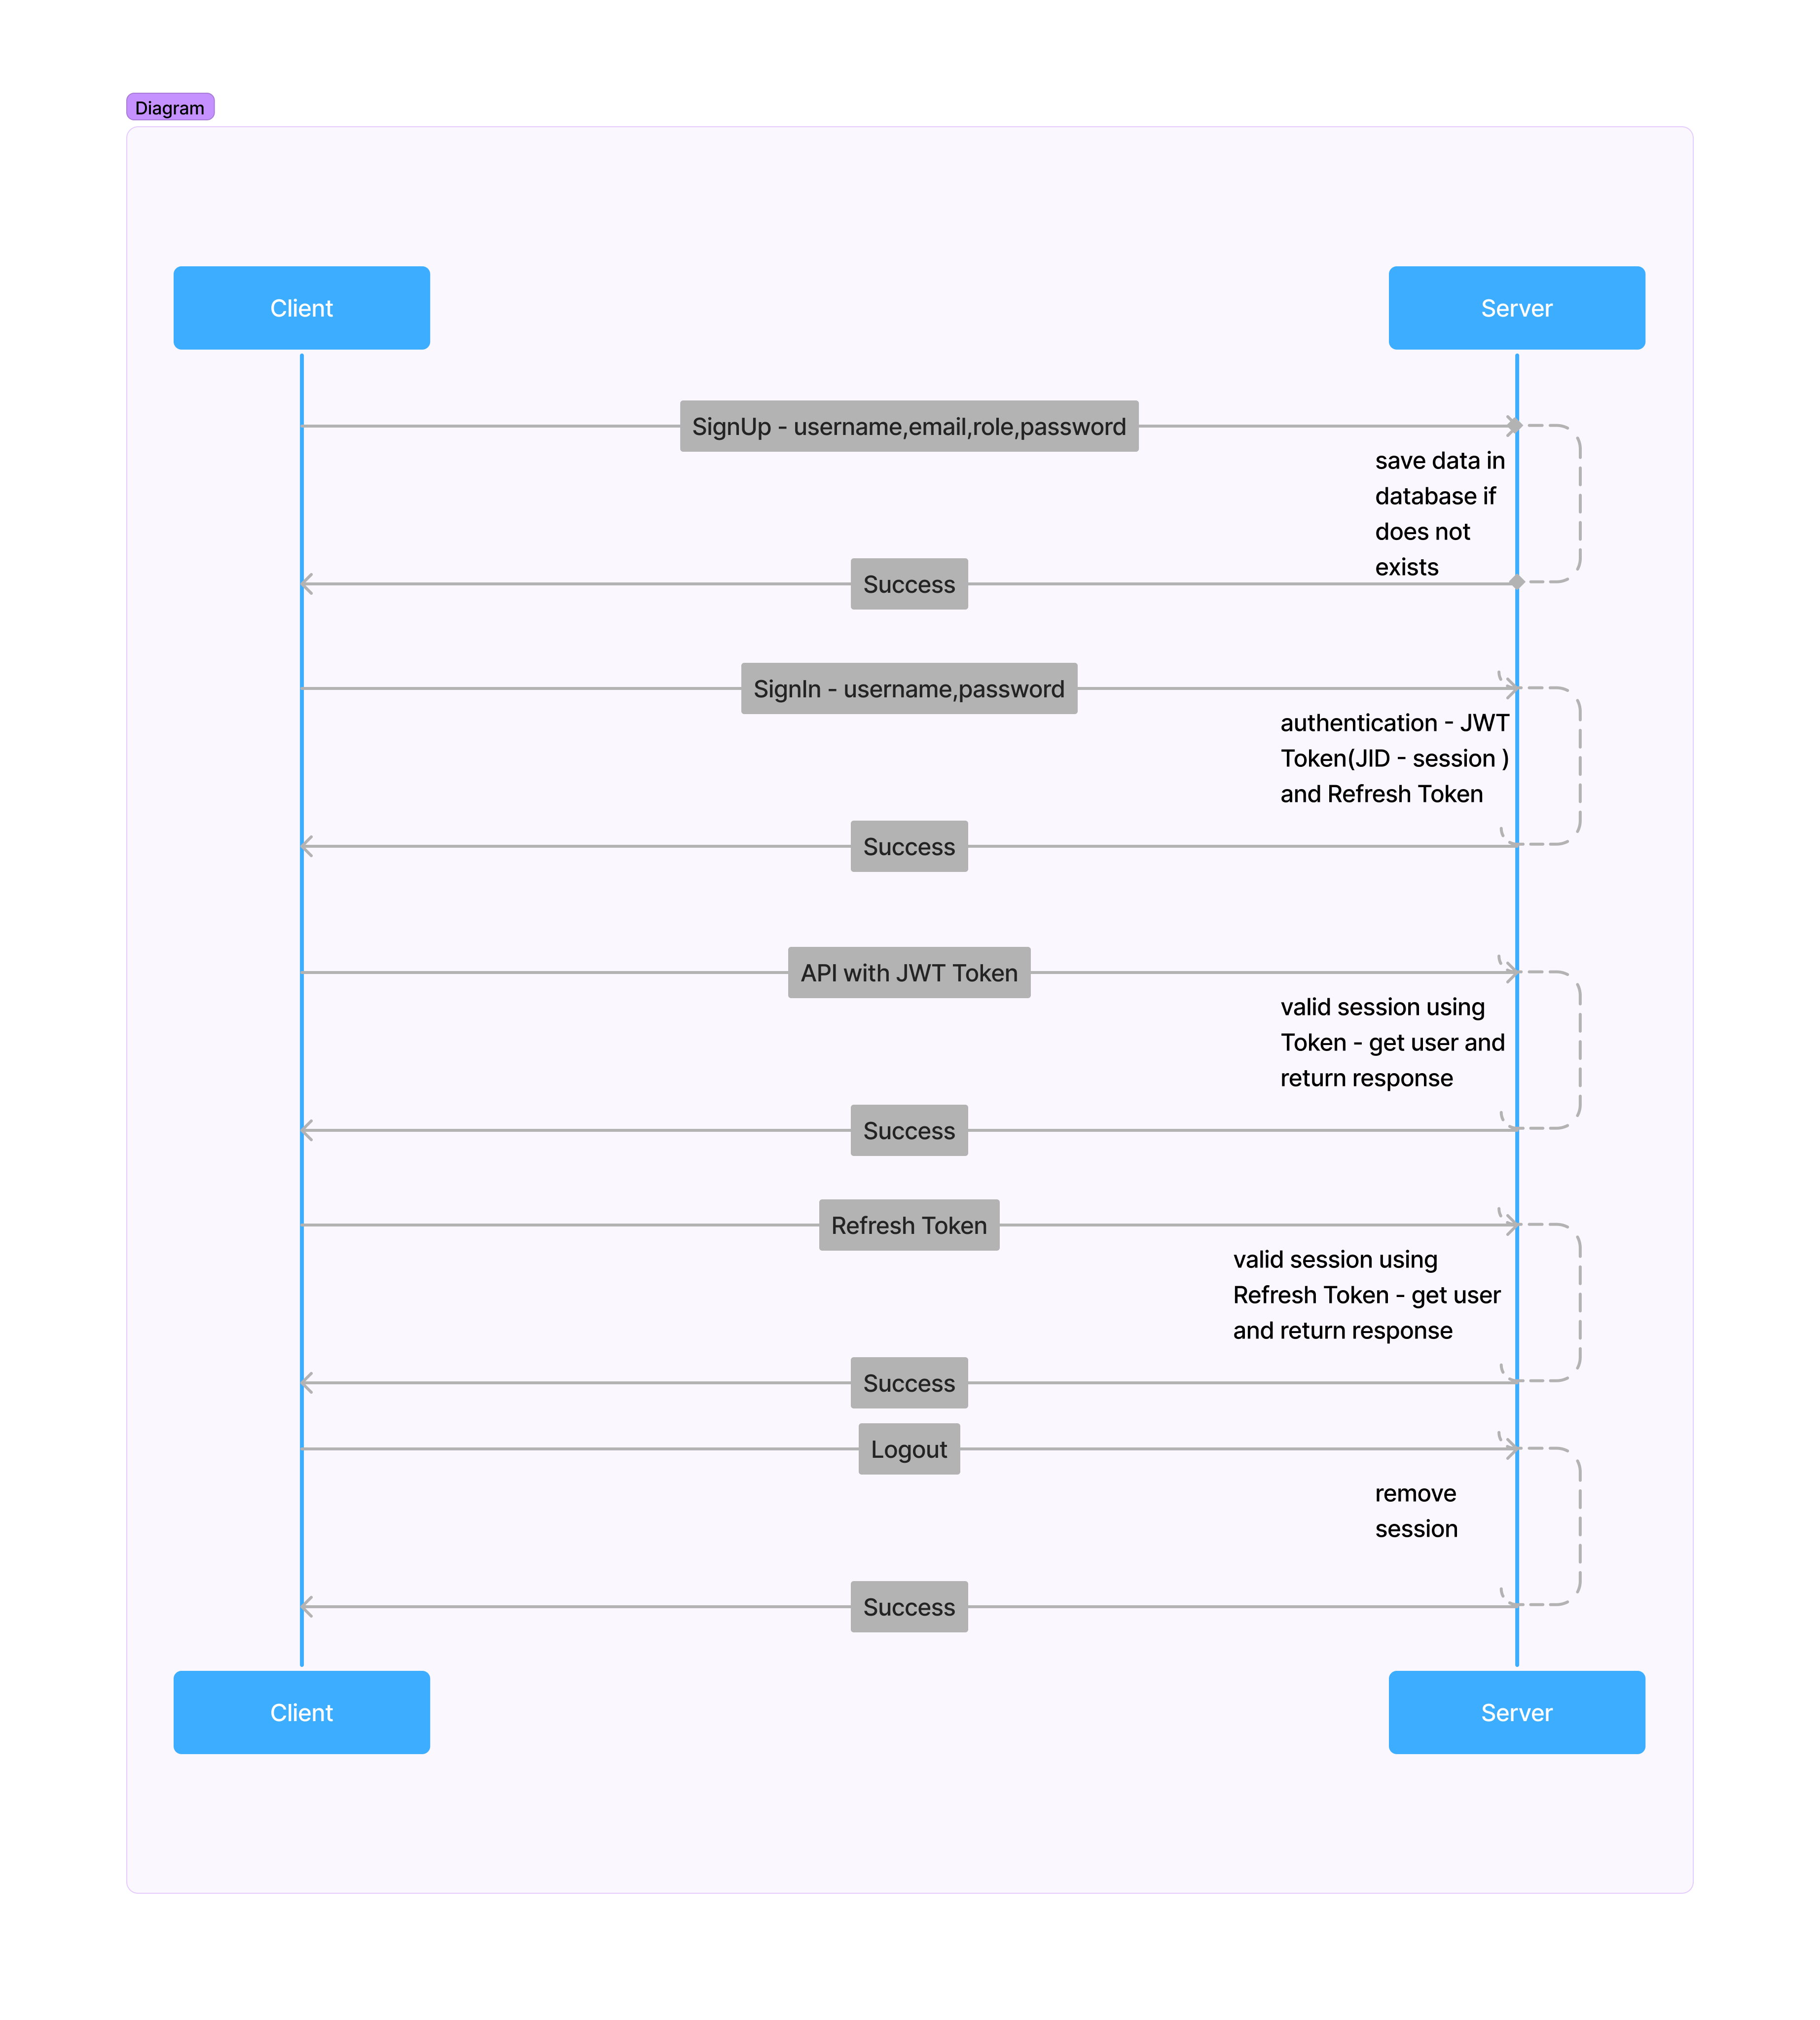 Diagram
Client
Server
SignUp - username,email,role,password
save data in
database if
does not
exists
Success
SignIn - username,password
authentication - JWT
Token(JID - session )
and Refresh Token
Success
API with JWT Token
valid session using
Token - get user and
return response
Success
Refresh Token
valid session using
Refresh Token - get user
and return response
Success
Logout
remove
session
Success
Client
Server